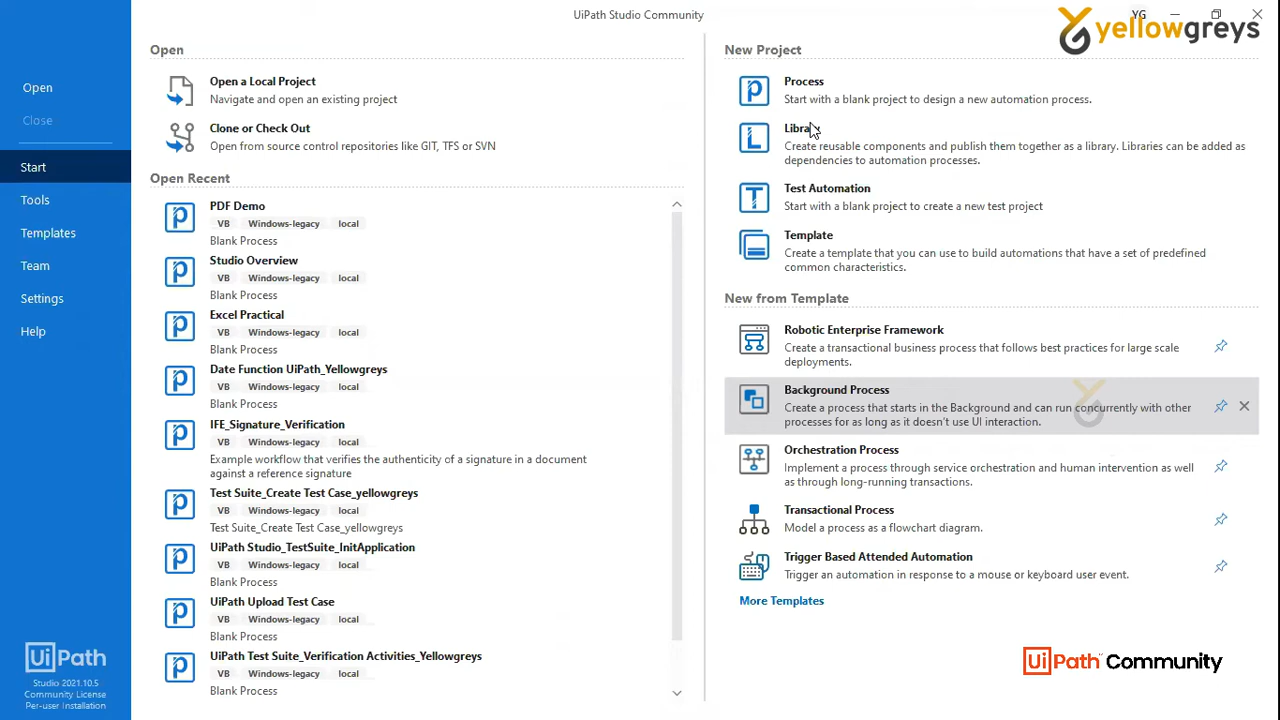 UiPath Studio Community
YG
yellowgreys
Open
Close
Start
Tools
Templates
Team
Settings
Help
UiPath
Studio 2021.10.5
Community License
Per-user Installation
Open
Open a Local Project
Navigate and open an existing project
Clone or Check Out
Open from source control repositories like GIT, TFS or SVN
Open Recent
PDF Demo
VB Windows-legacy local
Blank Process
Studio Overview
VB Windows-legacy local
Blank Process
Excel Practical
VB Windows-legacy local
Blank Process
Date Function UiPath_Yellowgreys
VB Windows-legacy local
Blank Process
IFE_Signature_Verification
VB Windows-legacy local
Example workflow that verifies the authenticity of a signature in a document
against a reference signature
Test Suite_Create Test Case_yellowgreys
VB Windows-legacy local
Test Suite_Create Test Case_yellowgreys
UiPath Studio_TestSuite_InitApplication
VB Windows-legacy local
Blank Process
UiPath Upload Test Case
VB Windows-legacy local
Blank Process
UiPath Test Suite_Verification Activities_Yellowgreys
VB Windows-legacy local
Blank Process
New Project
Process
Start with a blank project to design a new automation process.
Library
Create reusable components and publish them together as a library. Libraries can be added as
dependencies to automation processes.
Test Automation
Start with a blank project to create a new test project
Template
Create a template that you can use to build automations that have a set of predefined
common characteristics.
New from Template
Robotic Enterprise Framework
Create a transactional business process that follows best practices for large scale
deployments.
Background Process
Create a process that starts in the Background and can run concurrently with other
processes for as long as it doesn't use UI interaction.
Orchestration Process
Implement a process through service orchestration and human intervention as well
as through long-running transactions.
Transactional Process
Model a process as a flowchart diagram.
Trigger Based Attended Automation
Trigger an automation in response to a mouse or keyboard user event.
More Templates
UiPath Community